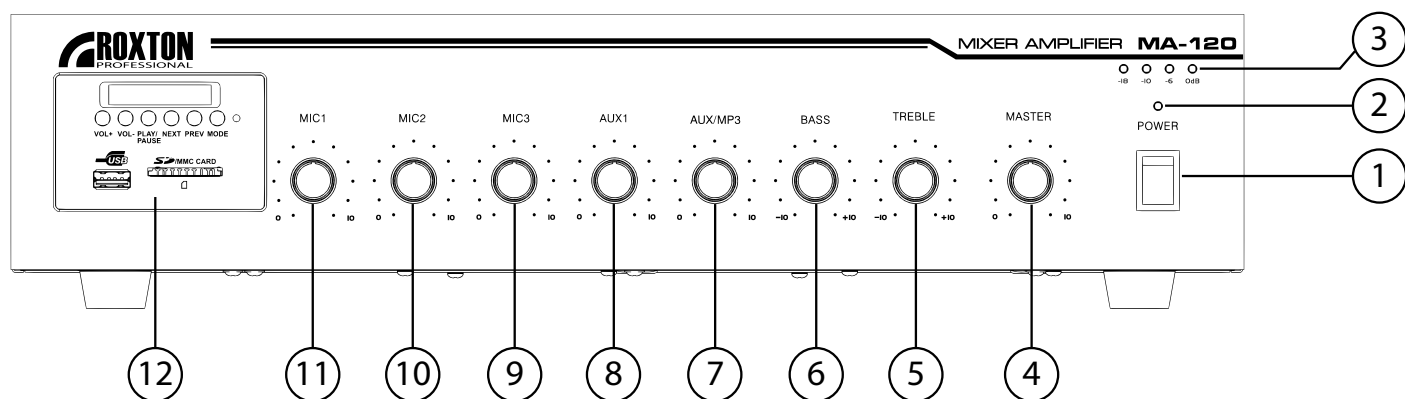 ROXTON
PROFESSIONAL
MIXER AMPLIFIER MA-120
3
-18 -10 -6 0dB
2
POWER
1
VOL+ VOL- PLAY/PAUSE NEXT PREV MODE
USB
SD/MMC CARD
MIC1 MIC2 MIC3 AUX1 AUX/MP3 BASS TREBLE MASTER
0 10 0 10 0 10 0 10 0 10 -10 +10 -10 +10 0 10
12 11 10 9 8 7 6 5 4